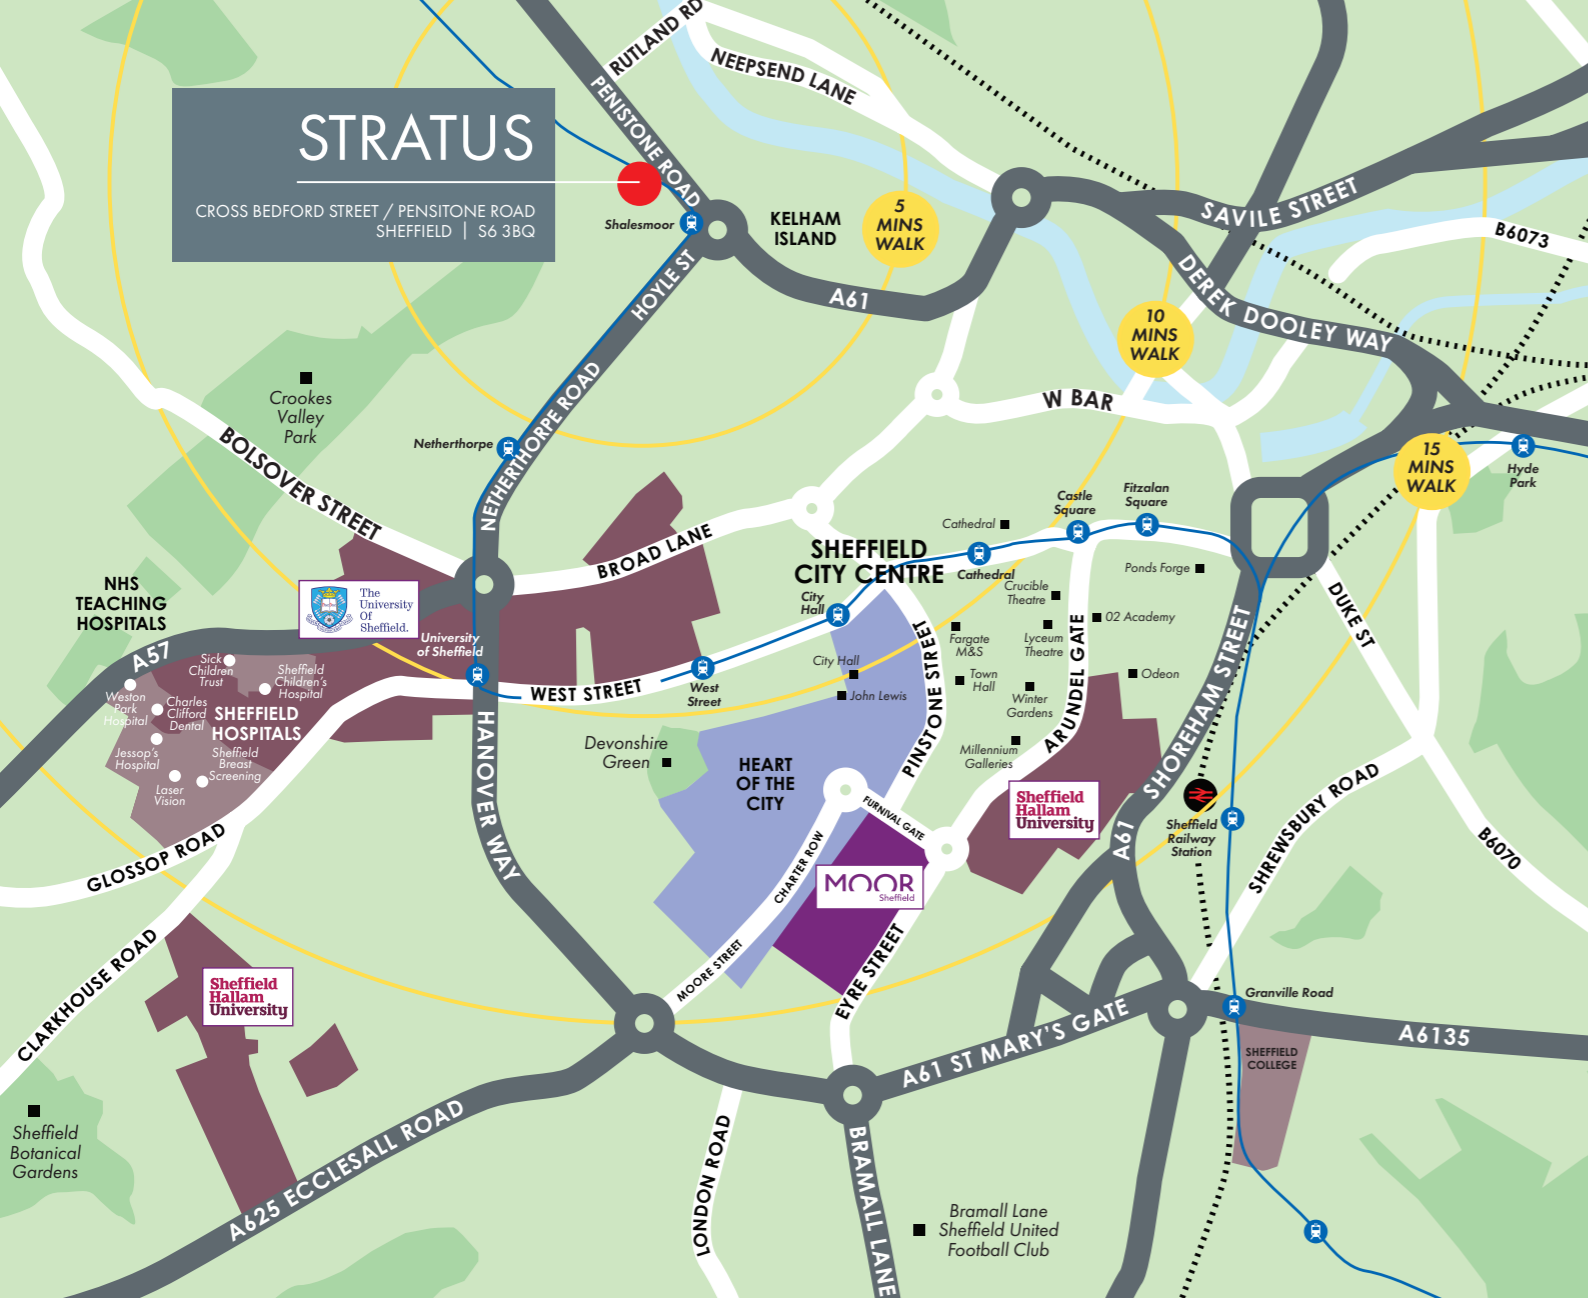 STRATUS
CROSS BEDFORD STREET / PENSITONE ROAD
SHEFFIELD | S6 3BQ
RUTLAND RD
NEEPSEND LANE
PENISTONE ROAD
Shalesmoor
KELHAM
ISLAND
5
MINS
WALK
SAVILE STREET
B6073
HOYLE ST
A61
DEREK DOOLEY WAY
10
MINS
WALK
Crookes
Valley
Park
NETHERTHORPE ROAD
Netherthorpe
W BAR
BOLSOVER STREET
15
MINS
WALK
Hyde
Park
Castle
Square
Fitzalan
Square
Cathedral
BROAD LANE
SHEFFIELD
CITY CENTRE
Cathedral
Ponds Forge
NHS
TEACHING
HOSPITALS
The
University
Of
Sheffield.
City
Hall
Crucible
Theatre
02 Academy
DUKE ST
University
of Sheffield
A57
Sick
Children
Trust
Sheffield
Children's
Hospital
Weston
Park
Hospital
Charles
Clifford
Dental
SHEFFIELD
HOSPITALS
Jessop's
Hospital
Sheffield
Breast
Screening
Laser
Vision
WEST STREET
West
Street
City Hall
John Lewis
PINSTONE STREET
Fargate
M&S
Lyceum
Theatre
Town
Hall
Winter
Gardens
Millennium
Galleries
ARUNDEL GATE
Odeon
SHOREHAM STREET
A61
HANOVER WAY
Devonshire
Green
HEART
OF THE
CITY
FURNIVAL GATE
CHARTER ROW
Sheffield
Hallam
University
Sheffield
Railway
Station
SHREWSBURY ROAD
B6070
GLOSSOP ROAD
MOOR
Sheffield
CLARKHOUSE ROAD
MOORE STREET
EYRE STREET
Sheffield
Hallam
University
Granville Road
A6135
A61 ST MARY'S GATE
SHEFFIELD
COLLEGE
Sheffield
Botanical
Gardens
A625 ECCLESALL ROAD
LONDON ROAD
BRAMALL LANE
Bramall Lane
Sheffield United
Football Club